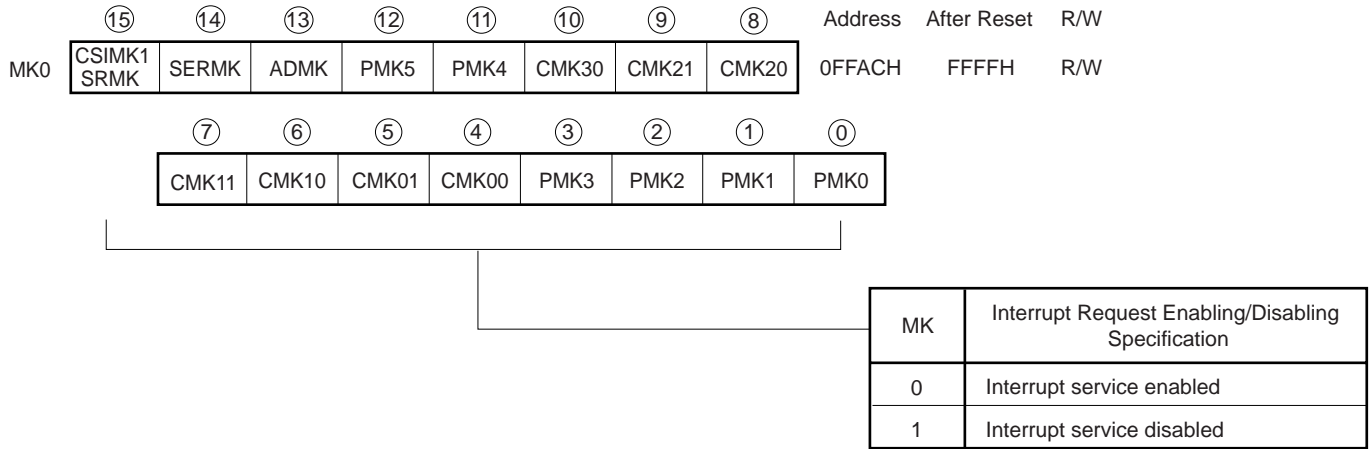 ⑮ ⑭ ⑬ ⑫ ⑪ ⑩ ⑨ ⑧ Address After Reset R/W
MK0 CSIMK1 SRMK SERMK ADMK PMK5 PMK4 CMK30 CMK21 CMK20 0FFACH FFFFH R/W
⑦ ⑥ ⑤ ④ ③ ② ① ⓪
CMK11 CMK10 CMK01 CMK00 PMK3 PMK2 PMK1 PMK0
MK Interrupt Request Enabling/Disabling
Specification
0 Interrupt service enabled
1 Interrupt service disabled